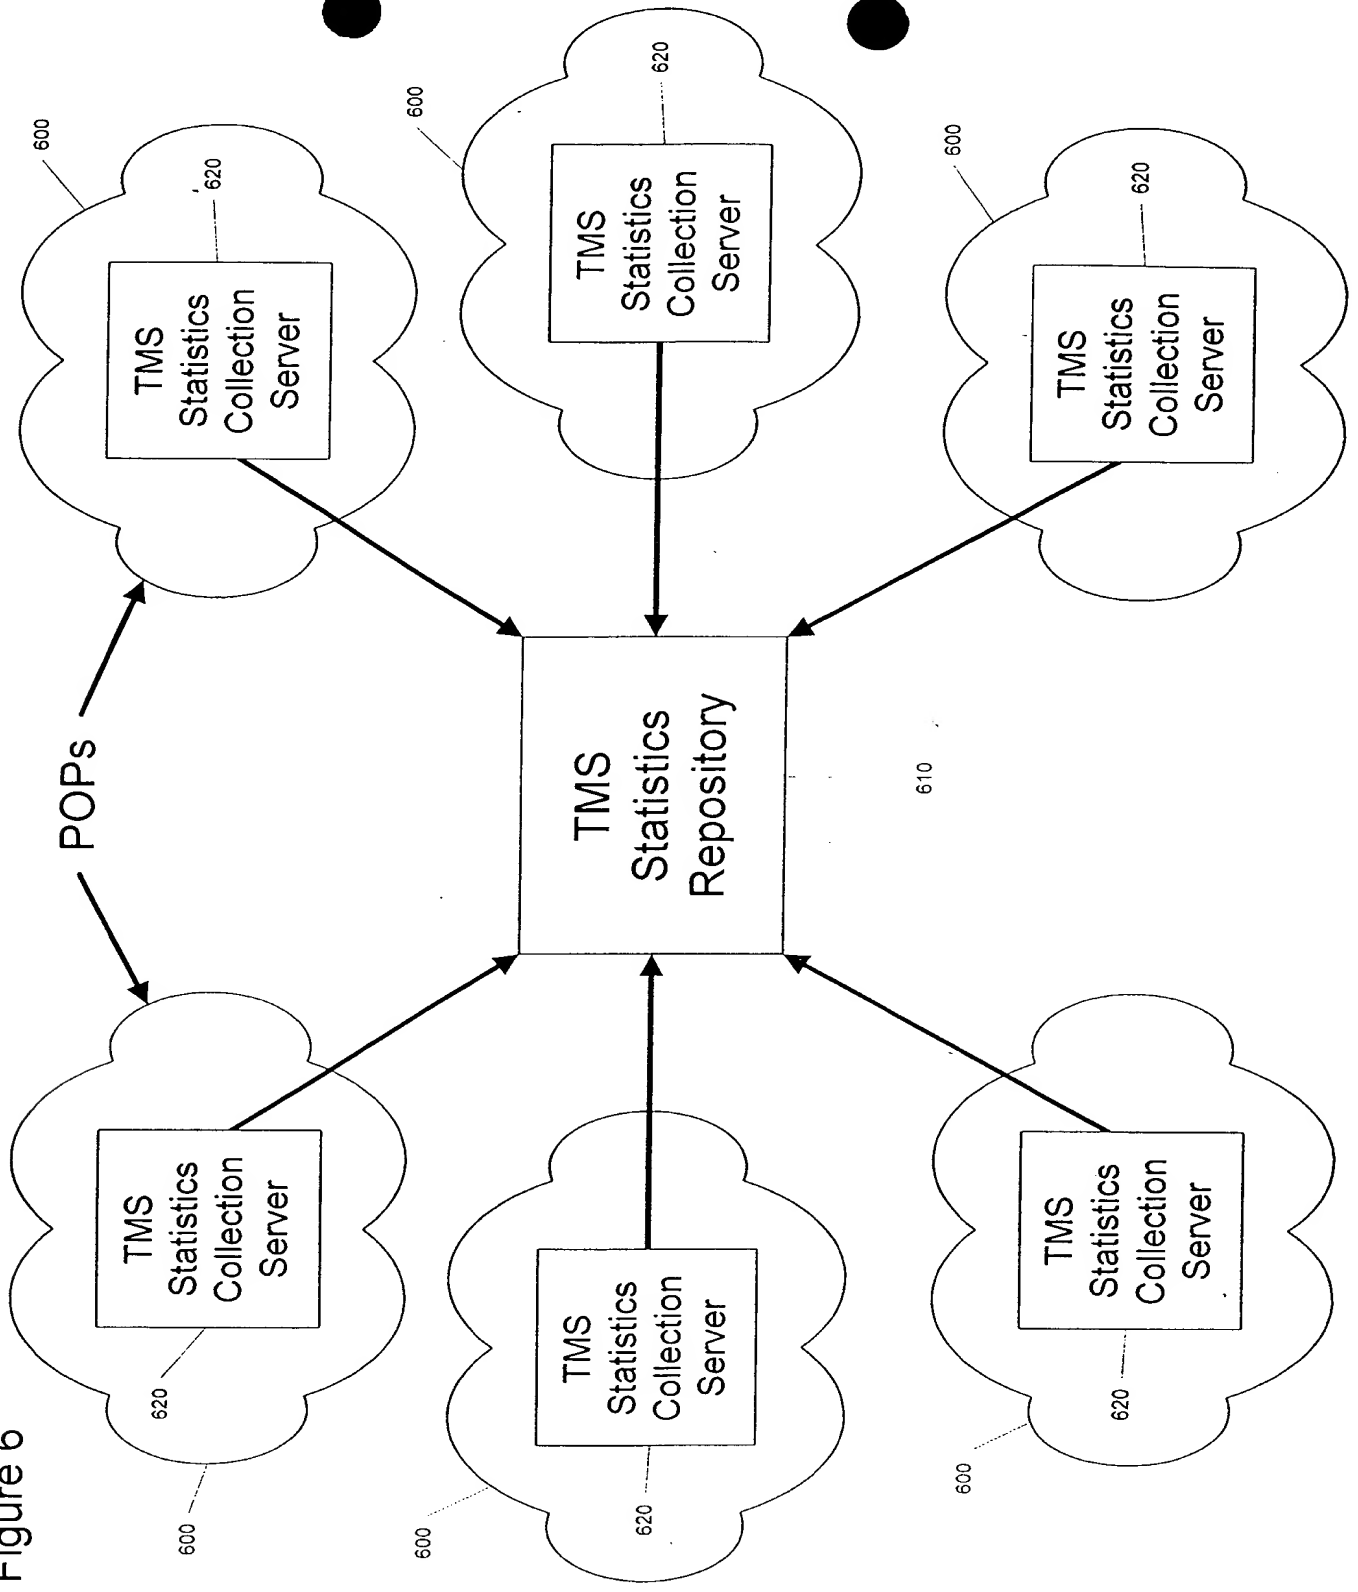 Figure 6
600
620
TMS
Statistics
Collection
Server
POPs
TMS
Statistics
Collection
Server
620
600
600
620
TMS
Statistics
Collection
Server
TMS
Statistics
Repository
610
TMS
Statistics
Collection
Server
620
600
600
620
TMS
Statistics
Collection
Server
TMS
Statistics
Collection
Server
620
600